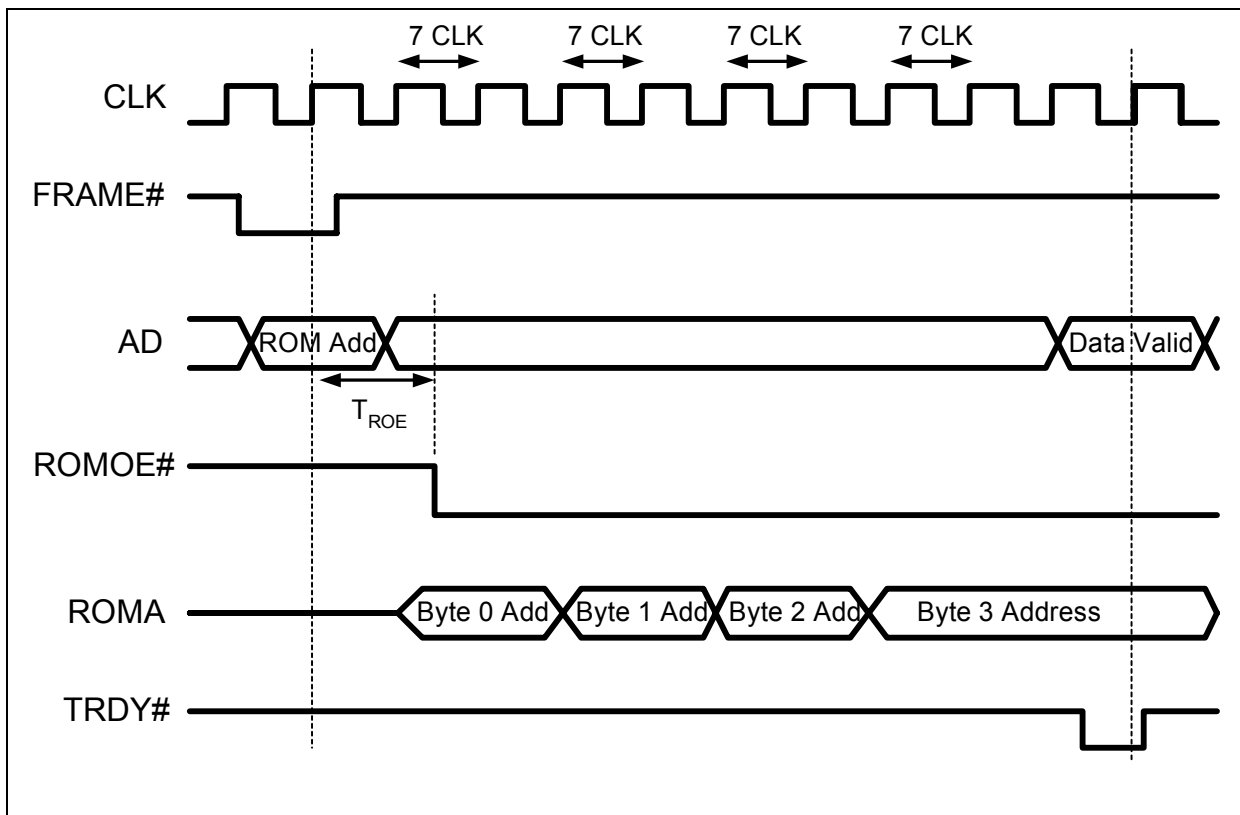 7 CLK 7 CLK 7 CLK 7 CLK
CLK
FRAME#
AD ROM Add Data Valid
TROE
ROMOE#
ROMA Byte 0 Add Byte 1 Add Byte 2 Add Byte 3 Address
TRDY#